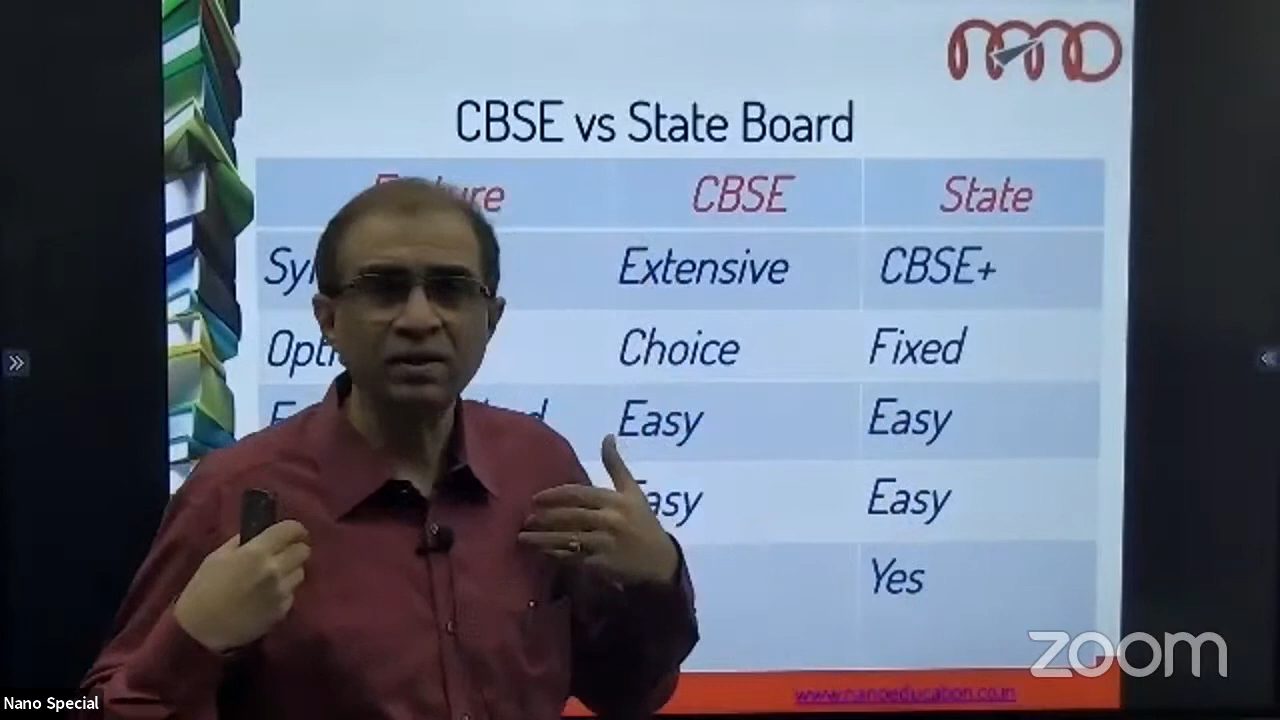 CBSE vs State Board
CBSE State
Extensive CBSE+
Choice Fixed
Easy Easy
Easy
Yes
zoom
www.nanoeducation.co.in
Nano Special